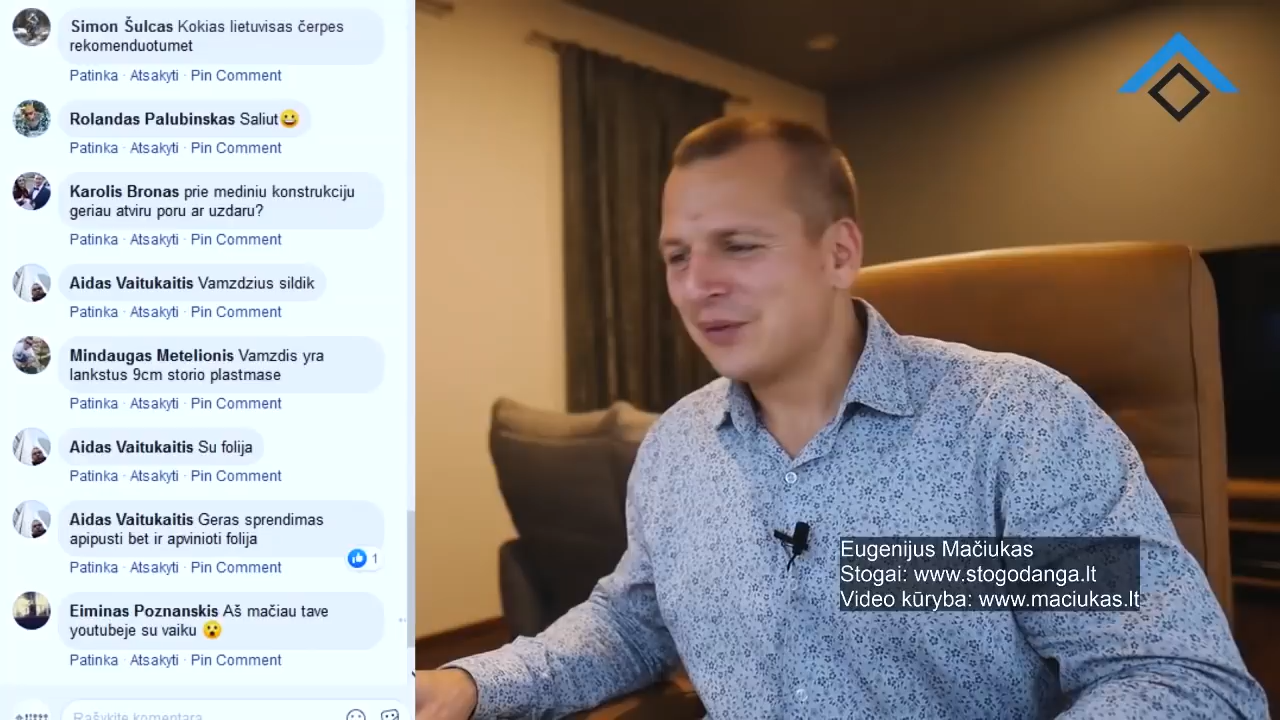 Simon Šulcas Kokias lietuvisas čerpes
rekomenduotumet
Patinka · Atsakyti · Pin Comment
Rolandas Palubinskas Saliut😀
Patinka · Atsakyti · Pin Comment
Karolis Bronas prie mediniu konstrukciju
geriau atviru poru ar uzdaru?
Patinka · Atsakyti · Pin Comment
Aidas Vaitukaitis Vamzdzius sildik
Patinka · Atsakyti · Pin Comment
Mindaugas Metelionis Vamzdis yra
lankstus 9cm storio plastmase
Patinka · Atsakyti · Pin Comment
Aidas Vaitukaitis Su folija
Patinka · Atsakyti · Pin Comment
Aidas Vaitukaitis Geras sprendimas
apipusti bet ir apvinioti folija
1
Patinka · Atsakyti · Pin Comment
Eiminas Poznanskis Aš mačiau tave
youtubeje su vaiku 😮
Patinka · Atsakyti · Pin Comment
Rašykite komentarą
Eugenijus Mačiukas
Stogai: www.stogodanga.lt
Video kūryba: www.maciukas.lt